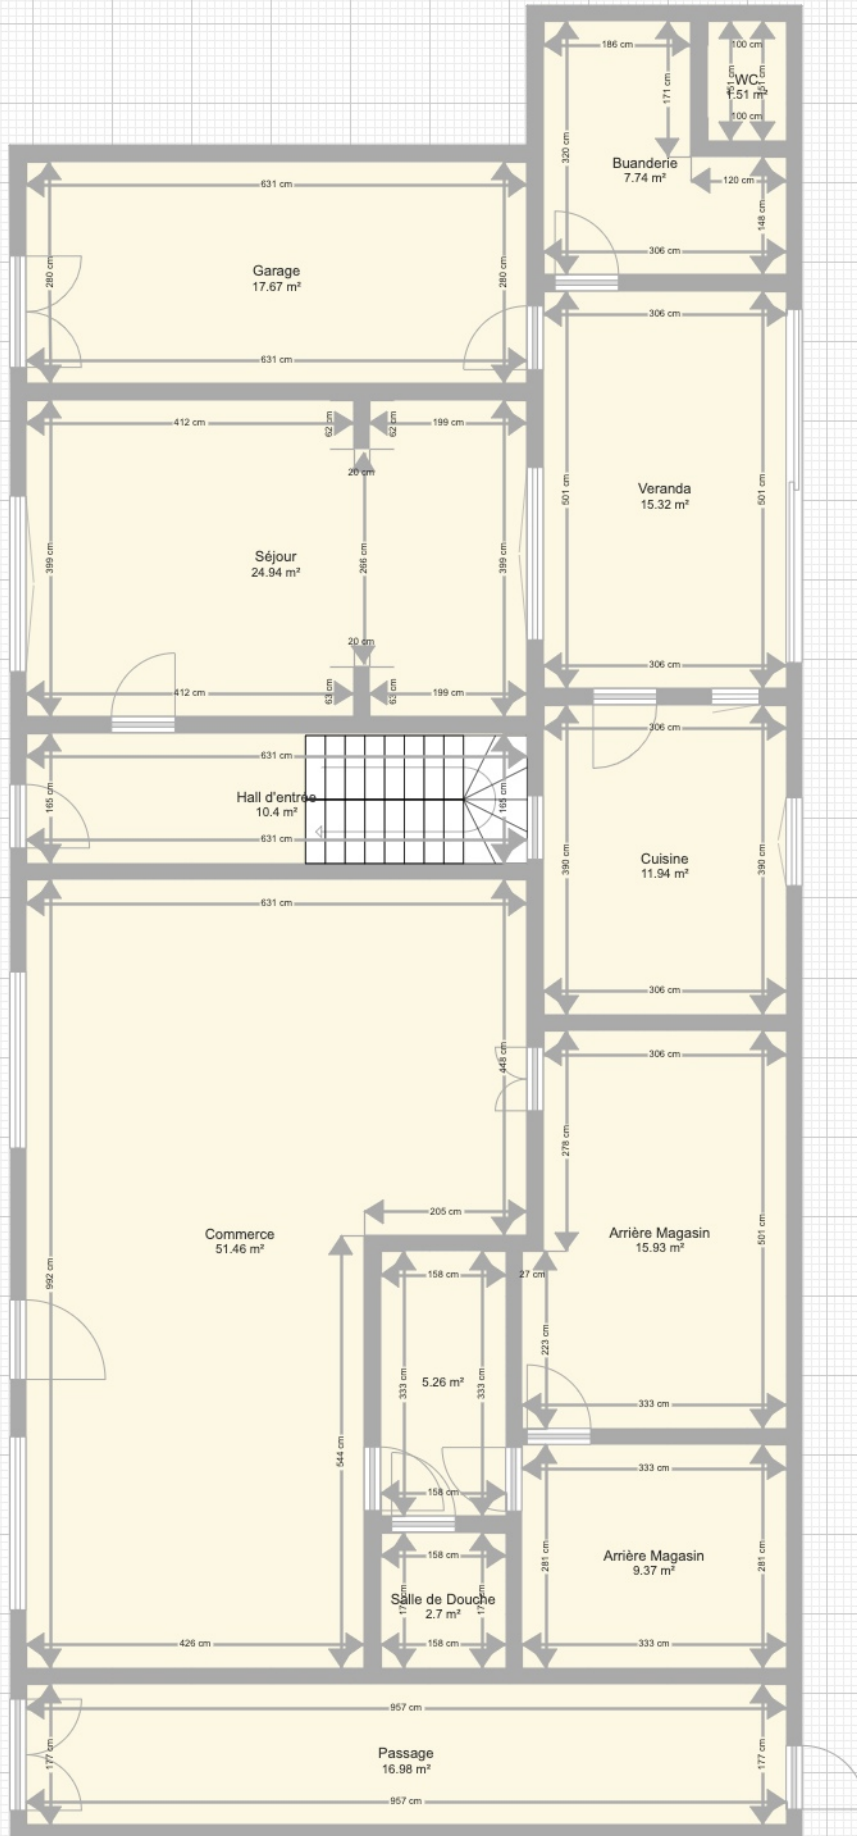 186 cm
100 cm
171 cm
WC
1.51 m²
100 cm
320 cm
Buanderie
7.74 m²
120 cm
148 cm
306 cm
631 cm
280 cm
Garage
17.67 m²
280 cm
631 cm
306 cm
412 cm
62 cm
62 cm
199 cm
20 cm
501 cm
Veranda
15.32 m²
501 cm
399 cm
Séjour
24.94 m²
266 cm
399 cm
20 cm
306 cm
412 cm
63 cm
63 cm
199 cm
306 cm
631 cm
165 cm
Hall d'entrée
10.4 m²
165 cm
631 cm
390 cm
Cuisine
11.94 m²
390 cm
631 cm
306 cm
448 cm
306 cm
278 cm
205 cm
Commerce
51.46 m²
Arrière Magasin
15.93 m²
501 cm
992 cm
158 cm
27 cm
223 cm
333 cm
5.26 m²
333 cm
333 cm
544 cm
158 cm
333 cm
158 cm
281 cm
Arrière Magasin
9.37 m²
281 cm
Salle de Douche
2.7 m²
426 cm
158 cm
333 cm
957 cm
177 cm
Passage
16.98 m²
177 cm
957 cm